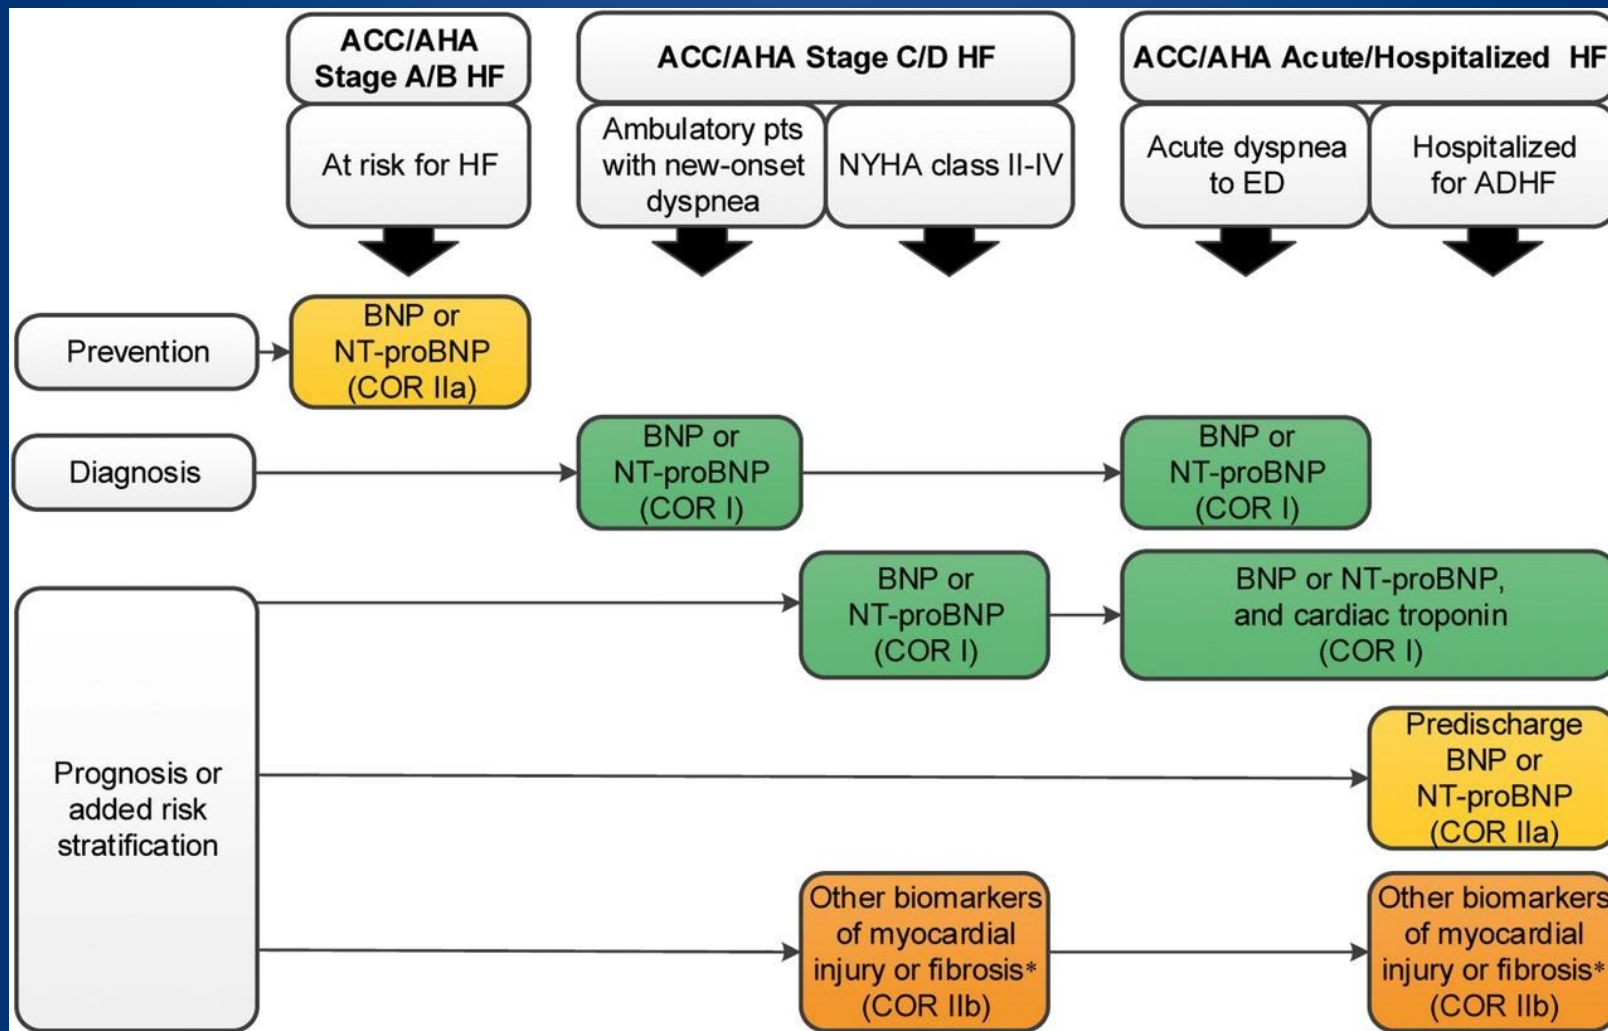 ACC/AHA
Stage A/B HF
ACC/AHA Stage C/D HF
ACC/AHA Acute/Hospitalized HF
At risk for HF
Ambulatory pts
with new-onset
dyspnea
NYHA class II-IV
Acute dyspnea
to ED
Hospitalized
for ADHF
Prevention
BNP or
NT-proBNP
(COR IIa)
Diagnosis
BNP or
NT-proBNP
(COR I)
BNP or
NT-proBNP
(COR I)
Prognosis or
added risk
stratification
BNP or
NT-proBNP
(COR I)
BNP or NT-proBNP,
and cardiac troponin
(COR I)
Predischarge
BNP or
NT-proBNP
(COR IIa)
Other biomarkers
of myocardial
injury or fibrosis*
(COR IIb)
Other biomarkers
of myocardial
injury or fibrosis*
(COR IIb)